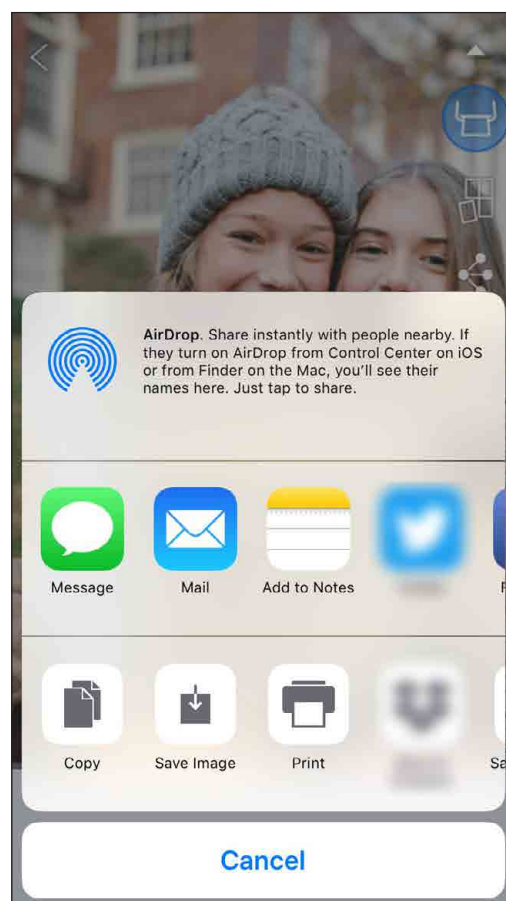 AirDrop. Share instantly with people nearby. If
they turn on AirDrop from Control Center on iOS
or from Finder on the Mac, you'll see their
names here. Just tap to share.
Message
Mail
Add to Notes
Copy
Save Image
Print
Cancel